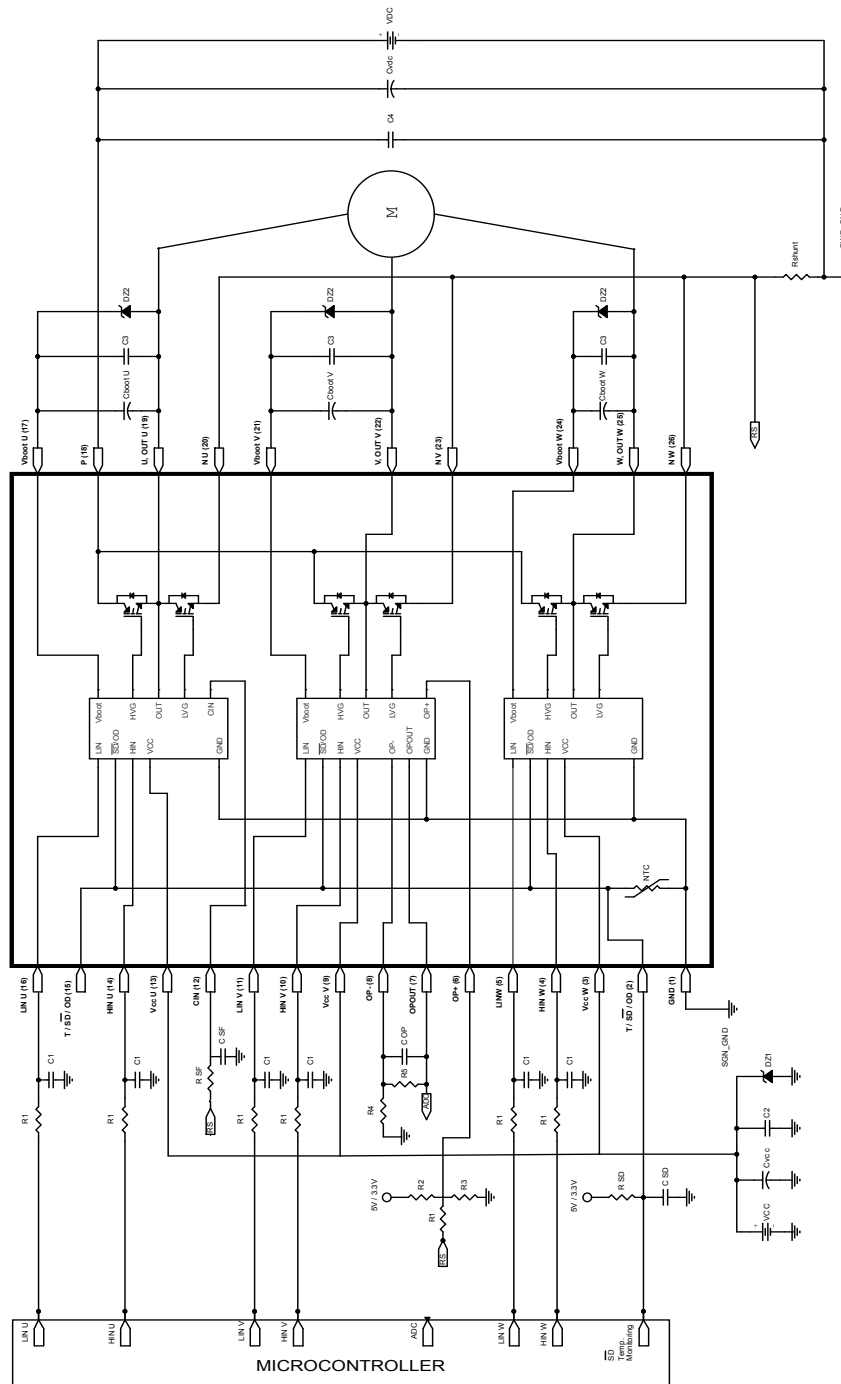 VDC
+
-
Cvdc
C4
M
Rshunt
DZ2
C3
Cboot U
DZ2
C3
Cboot V
DZ2
C3
Cboot W
RS
Vboot U (17)
P (18)
U, OUT U (19)
N U (20)
Vboot V (21)
V, OUT V (22)
N V (23)
Vboot W (24)
W, OUT W (25)
N W (26)
Vboot
HVG
OUT
LVG
CIN
LIN
SD/OD
HIN
VCC
GND
Vboot
HVG
OUT
LVG
OP+
LIN
SD/OD
HIN
VCC
OP-
OPOUT
GND
Vboot
HVG
OUT
LVG
LIN
SD/OD
HIN
VCC
GND
NTC
LIN U (16)
T / SD / OD (15)
HIN U (14)
Vcc U (13)
CIN (12)
LIN V (11)
HIN V (10)
Vcc V (9)
OP - (8)
OPOUT (7)
OP+ (6)
LINW (5)
HIN W (4)
Vcc W (3)
T / SD / OD (2)
GND (1)
SGN_GND
R1
C1
R1
C1
R SF
C SF
RS
R1
C1
R1
C1
R4
R5
C OP
ADC
R1
C1
R1
C1
DZ1
C2
Cvcc
VCC
+
-
5V / 3.3V
R2
R3
R1
RS
5V / 3.3V
R SD
C SD
LIN U
HIN U
LIN V
HIN V
ADC
LIN W
HIN W
SD
Temp.
Monitoring
MICROCONTROLLER